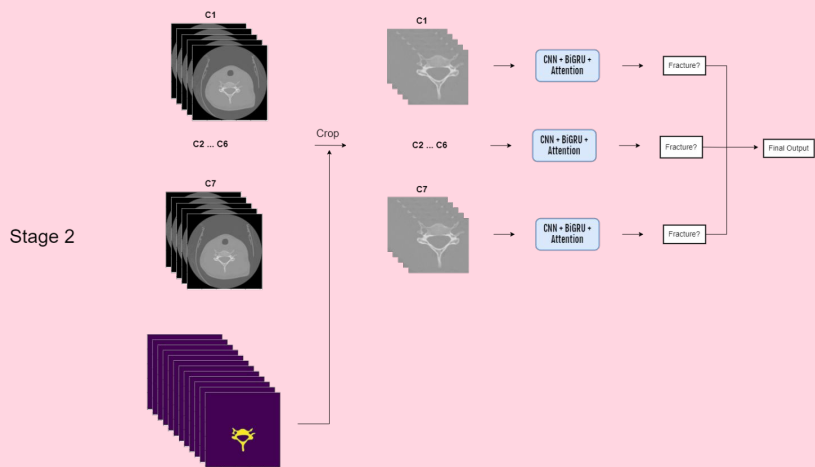 C1
C1
CNN + BiGRU +
Attention
Fracture?
C2 ... C6
Crop
C2 ... C6
CNN + BiGRU +
Attention
Fracture?
Final Output
C7
C7
Stage 2
CNN + BiGRU +
Attention
Fracture?